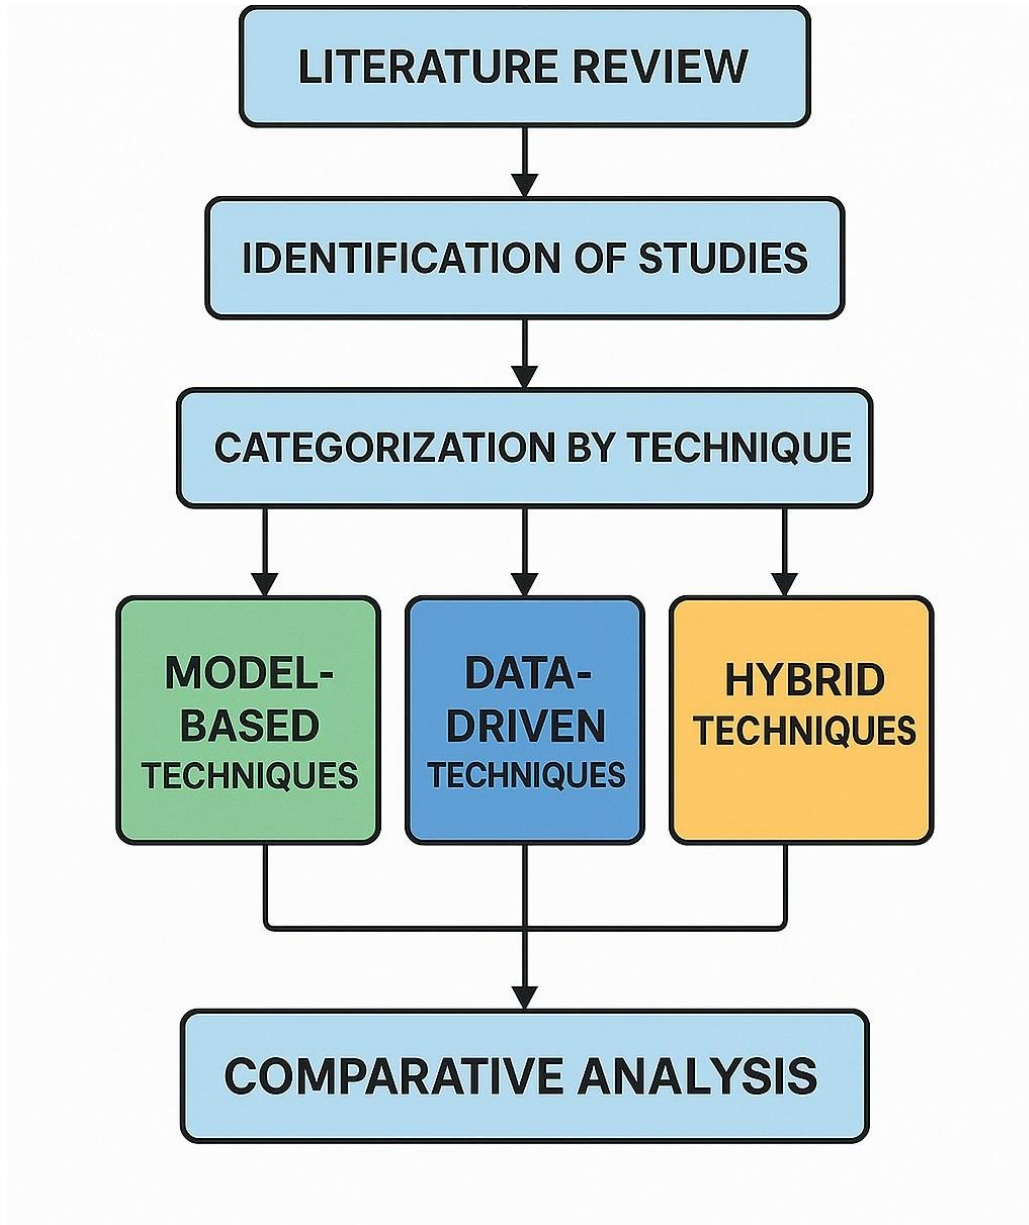 LITERATURE REVIEW
IDENTIFICATION OF STUDIES
CATEGORIZATION BY TECHNIQUE
MODEL-
BASED
TECHNIQUES
DATA-
DRIVEN
TECHNIQUES
HYBRID
TECHNIQUES
COMPARATIVE ANALYSIS